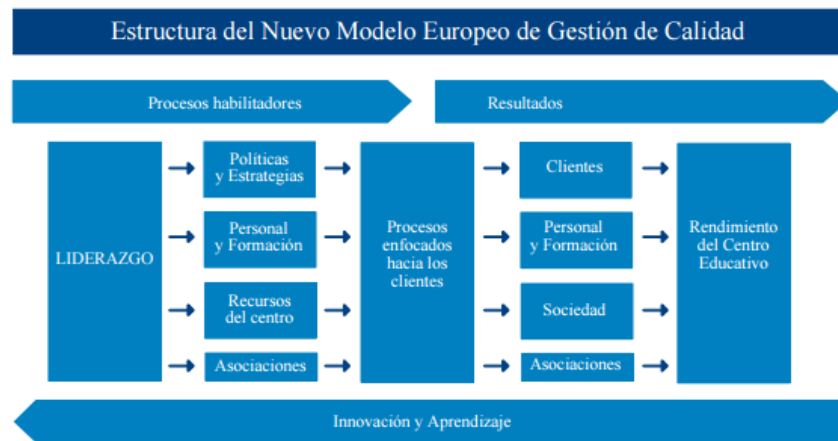 Estructura del Nuevo Modelo Europeo de Gestión de Calidad
Procesos habilitadores
Resultados
LIDERAZGO
Políticas
y Estrategias
Personal
y Formación
Recursos
del centro
Asociaciones
Procesos
enfocados
hacia los
clientes
Clientes
Personal
y Formación
Sociedad
Asociaciones
Rendimiento
del Centro
Educativo
Innovación y Aprendizaje